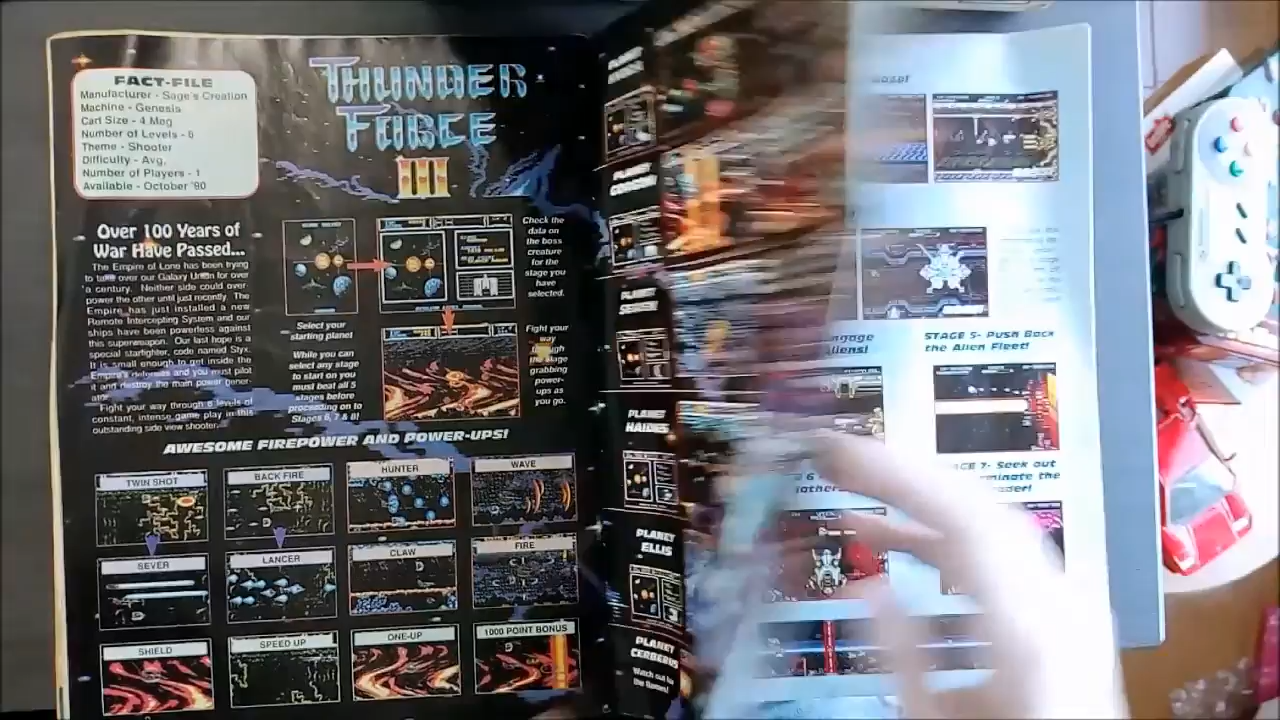 THUNDER
FORCE
III
FACT-FILE
Manufacturer - Sage's Creation
Machine - Genesis
Cart Size - 4 Meg
Number of Levels - 6
Theme - Shooter
Difficulty - Avg.
Number of Players - 1
Available - October '90
Over 100 Years of
War Have Passed...
The Empire of Lone has been trying
to take over our Galaxy Union for over
a century. Neither side could over-
power the other until just recently. The
Empire has just installed a new
Remote Intercepting System and our
ships have been powerless against
this superweapon. Our last hope is a
special starfighter, code named Styx.
It is small enough to get inside the
Empire's defenses and you must pilot
it and destroy the main power gener-
ator.
Fight your way through 6 levels of
constant, intense game play in this
outstanding side view shooter.
Select your
starting planet
While you can
select any stage
to start on you
must beat all 5
stages before
proceeding on to
Stages 6, 7 & 8!
Check the
data on
the boss
creature
for the
stage you
have
selected.
Fight your
way
through
the stage
grabbing
power-
ups as
you go.
AWESOME FIREPOWER AND POWER-UPS!
TWIN SHOT
BACK FIRE
HUNTER
WAVE
SEVER
LANCER
CLAW
FIRE
SHIELD
SPEED UP
ONE-UP
1000 POINT BONUS
PLANET
HAIDES
PLANET
ELLIS
PLANET
CERBERUS
Watch out for
the flames!
STAGE 5- Push Back
the Alien Fleet!
7- Seek out